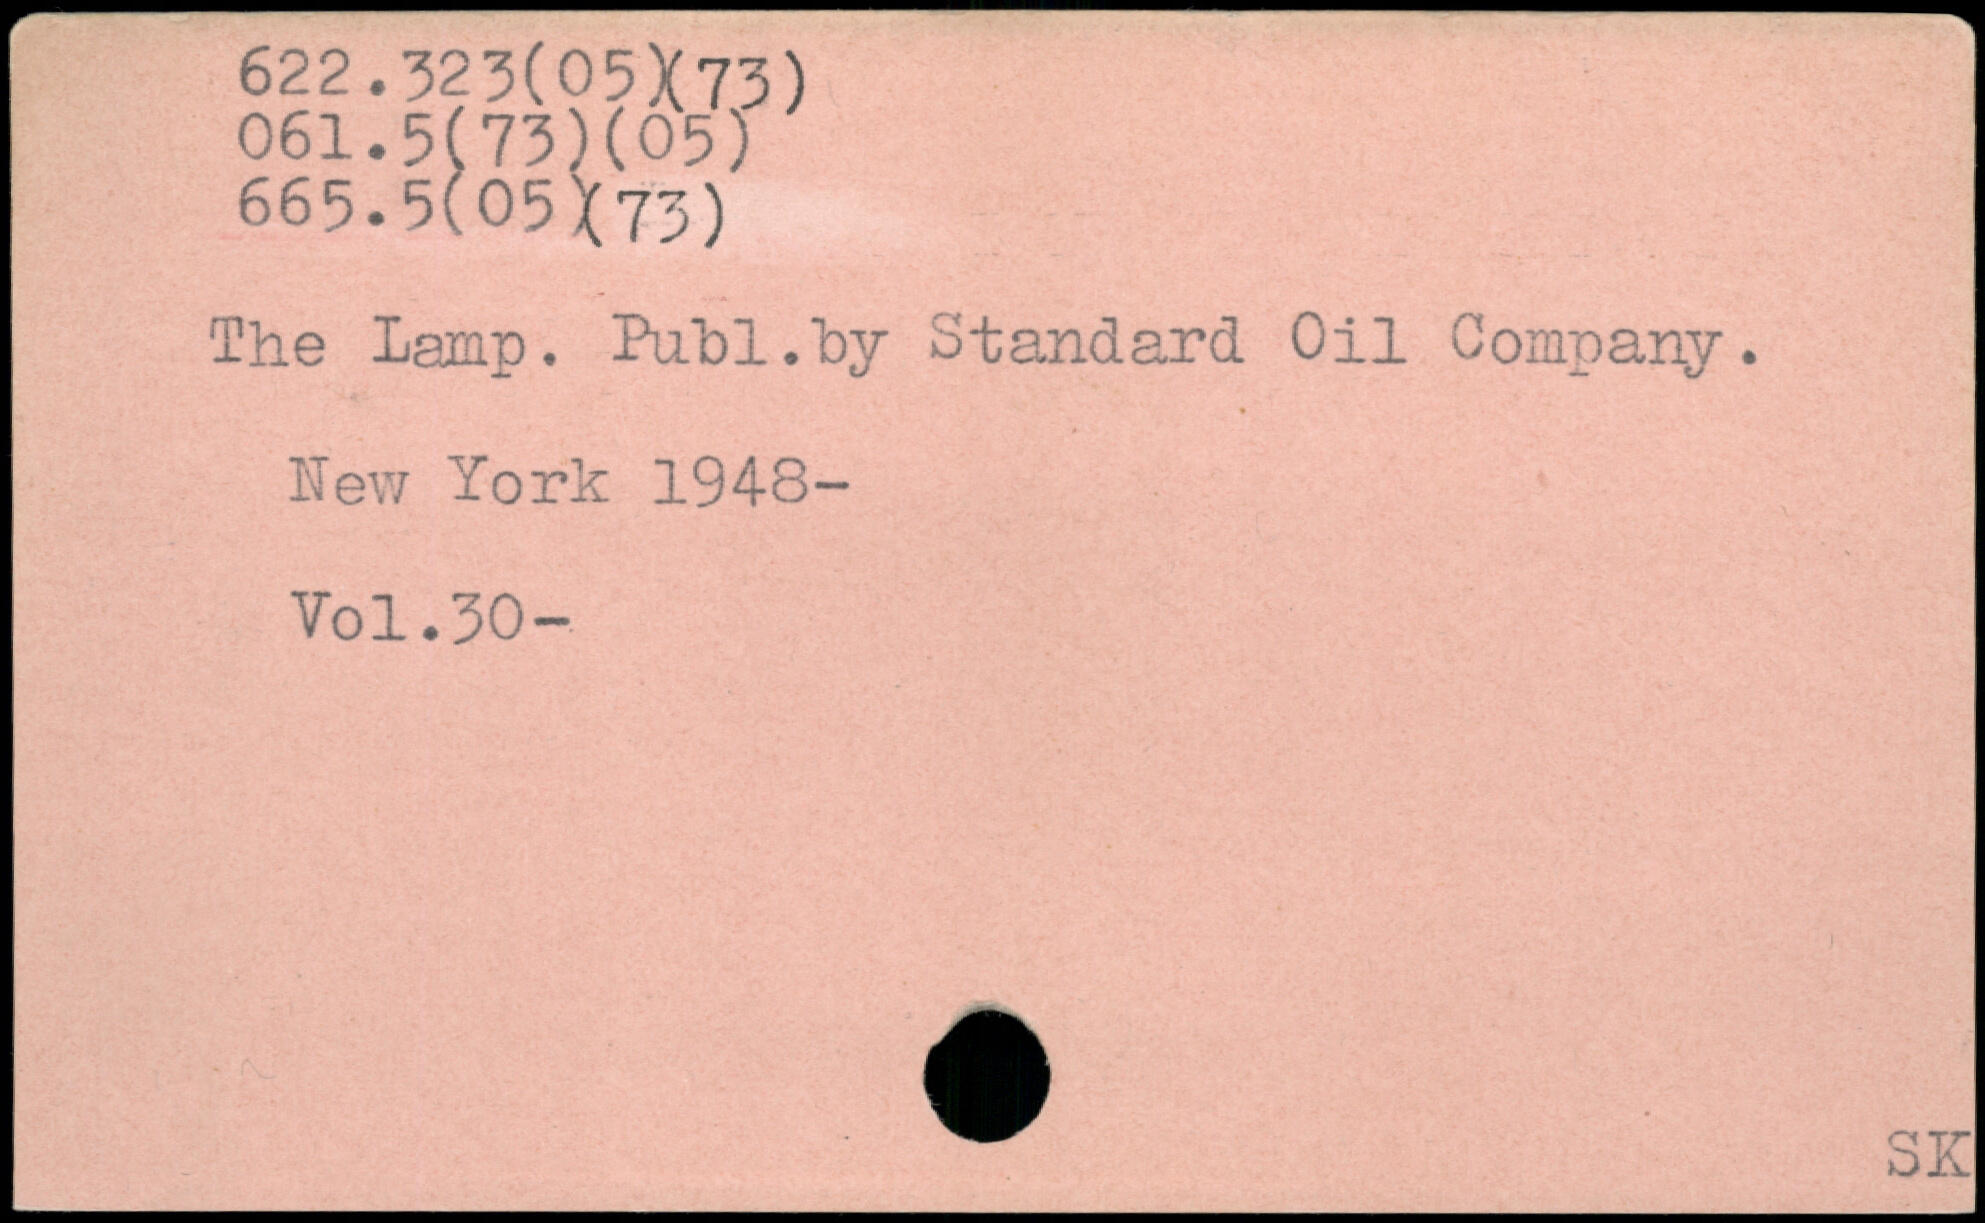 622.323(05)(73)
061.5(73)(05)
665.5(05)(73)
The Lamp. Publ.by Standard Oil Company.
New York 1948-
Vol.30-
SK